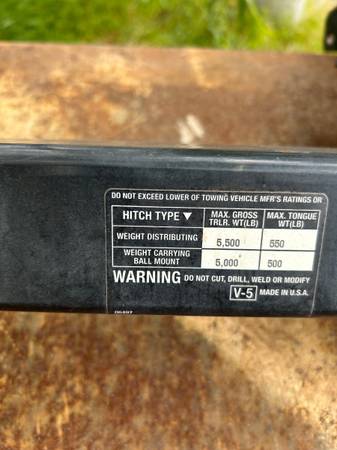 DO NOT EXCEED LOWER OF TOWING VEHICLE MFR'S RATINGS OR
HITCH TYPE ▼ MAX. GROSS TRLR. WT(LB) MAX. TONGUE WT(LB)
WEIGHT DISTRIBUTING 5,500 550
WEIGHT CARRYING BALL MOUNT 5,000 500
WARNING DO NOT CUT, DRILL, WELD OR MODIFY
V-5 MADE IN U.S.A.